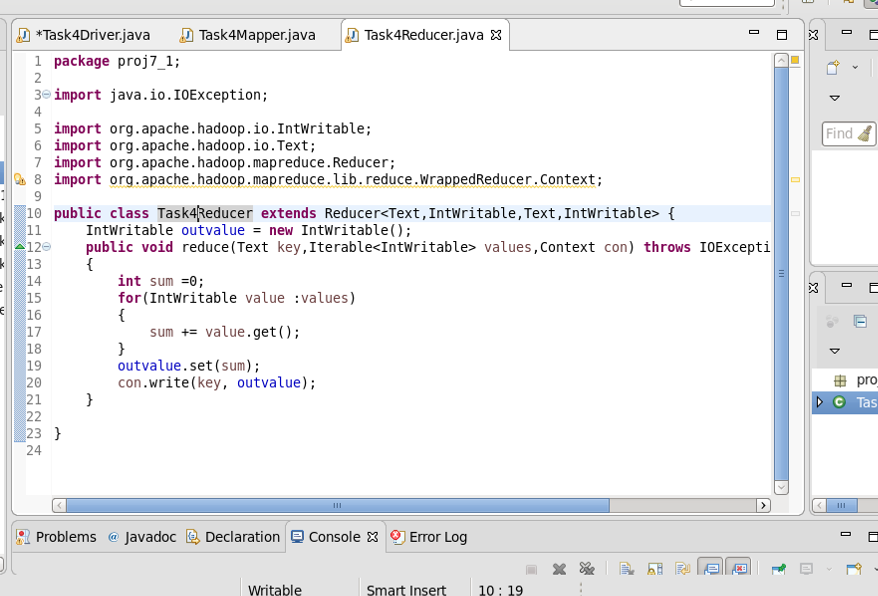 *Task4Driver.java Task4Mapper.java Task4Reducer.java
1 package proj7_1;
2
3 import java.io.IOException;
4
5 import org.apache.hadoop.io.IntWritable;
6 import org.apache.hadoop.io.Text;
7 import org.apache.hadoop.mapreduce.Reducer;
8 import org.apache.hadoop.mapreduce.lib.reduce.WrappedReducer.Context;
9
10 public class Task4Reducer extends Reducer<Text,IntWritable,Text,IntWritable> {
11 IntWritable outvalue = new IntWritable();
12 public void reduce(Text key,Iterable<IntWritable> values,Context con) throws IOExcepti
13 {
14 int sum =0;
15 for(IntWritable value :values)
16 {
17 sum += value.get();
18 }
19 outvalue.set(sum);
20 con.write(key, outvalue);
21 }
22
23 }
24
Find
proj
Tas
Problems Javadoc Declaration Console Error Log
Writable Smart Insert 10 : 19